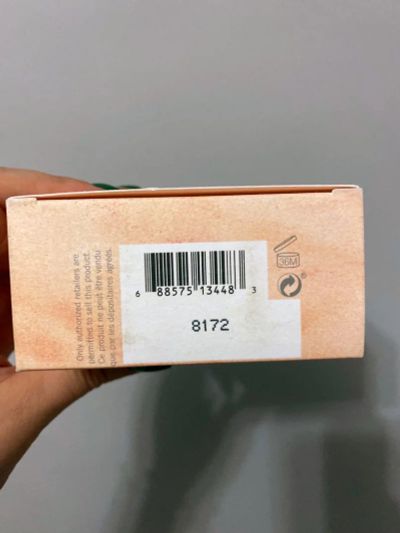 Only authorized retailers are
permitted to sell this product.
Ce produit ne peut être vendu
que par les dépositaires agréés.
6 88575 13448 3
8172
36M